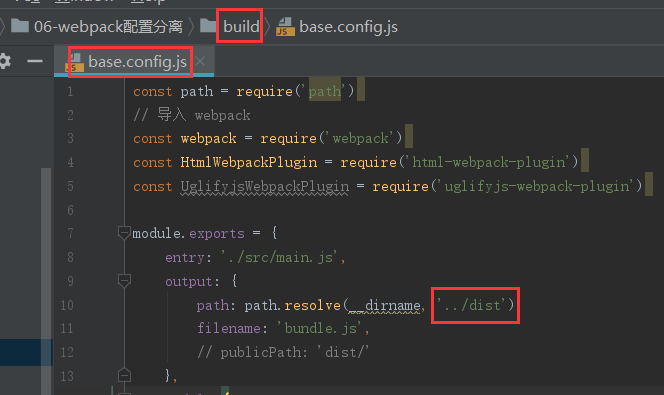 06-webpack配置分离 build base.config.js
base.config.js
1 const path = require('path')
2 // 导入 webpack
3 const webpack = require('webpack')
4 const HtmlWebpackPlugin = require('html-webpack-plugin')
5 const UglifyjsWebpackPlugin = require('uglifyjs-webpack-plugin')
6
7 module.exports = {
8 entry: './src/main.js',
9 output: {
10 path: path.resolve(__dirname, '../dist')
11 filename: 'bundle.js',
12 // publicPath: 'dist/'
13 },